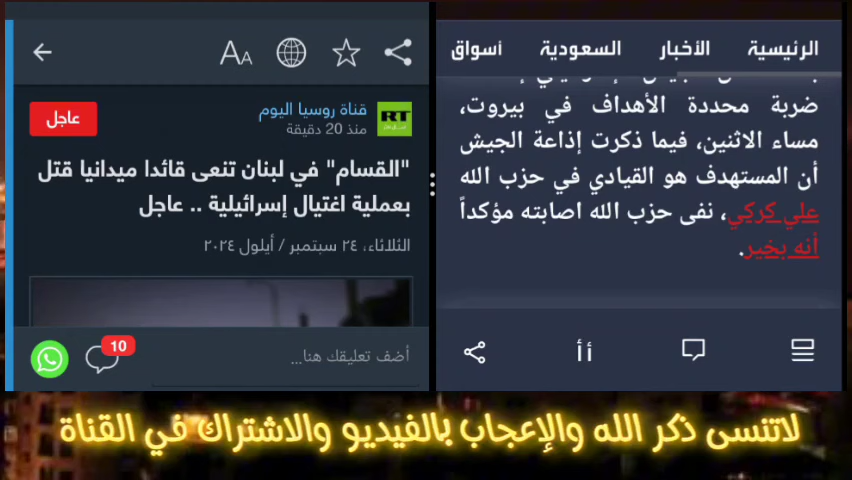 الرئيسية الأخبار السعودية أسواق
ضربة محددة الأهداف في بيروت،
مساء الاثنين، فيما ذكرت إذاعة الجيش
أن المستهدف هو القيادي في حزب الله
علي كركي، نفى حزب الله اصابته مؤكداً
أنه بخير.
أأ
AA
عاجل
قناة روسيا اليوم
منذ 20 دقيقة
RT
"القسام" في لبنان تنعى قائدا ميدانيا قتل
بعملية اغتيال إسرائيلية .. عاجل
الثلاثاء، ٢٤ سبتمبر / أيلول ٢٠٢٤
10
أضف تعليقك هنا...
لاتنسى ذكر الله والإعجاب بالفيديو والاشتراك في القناة